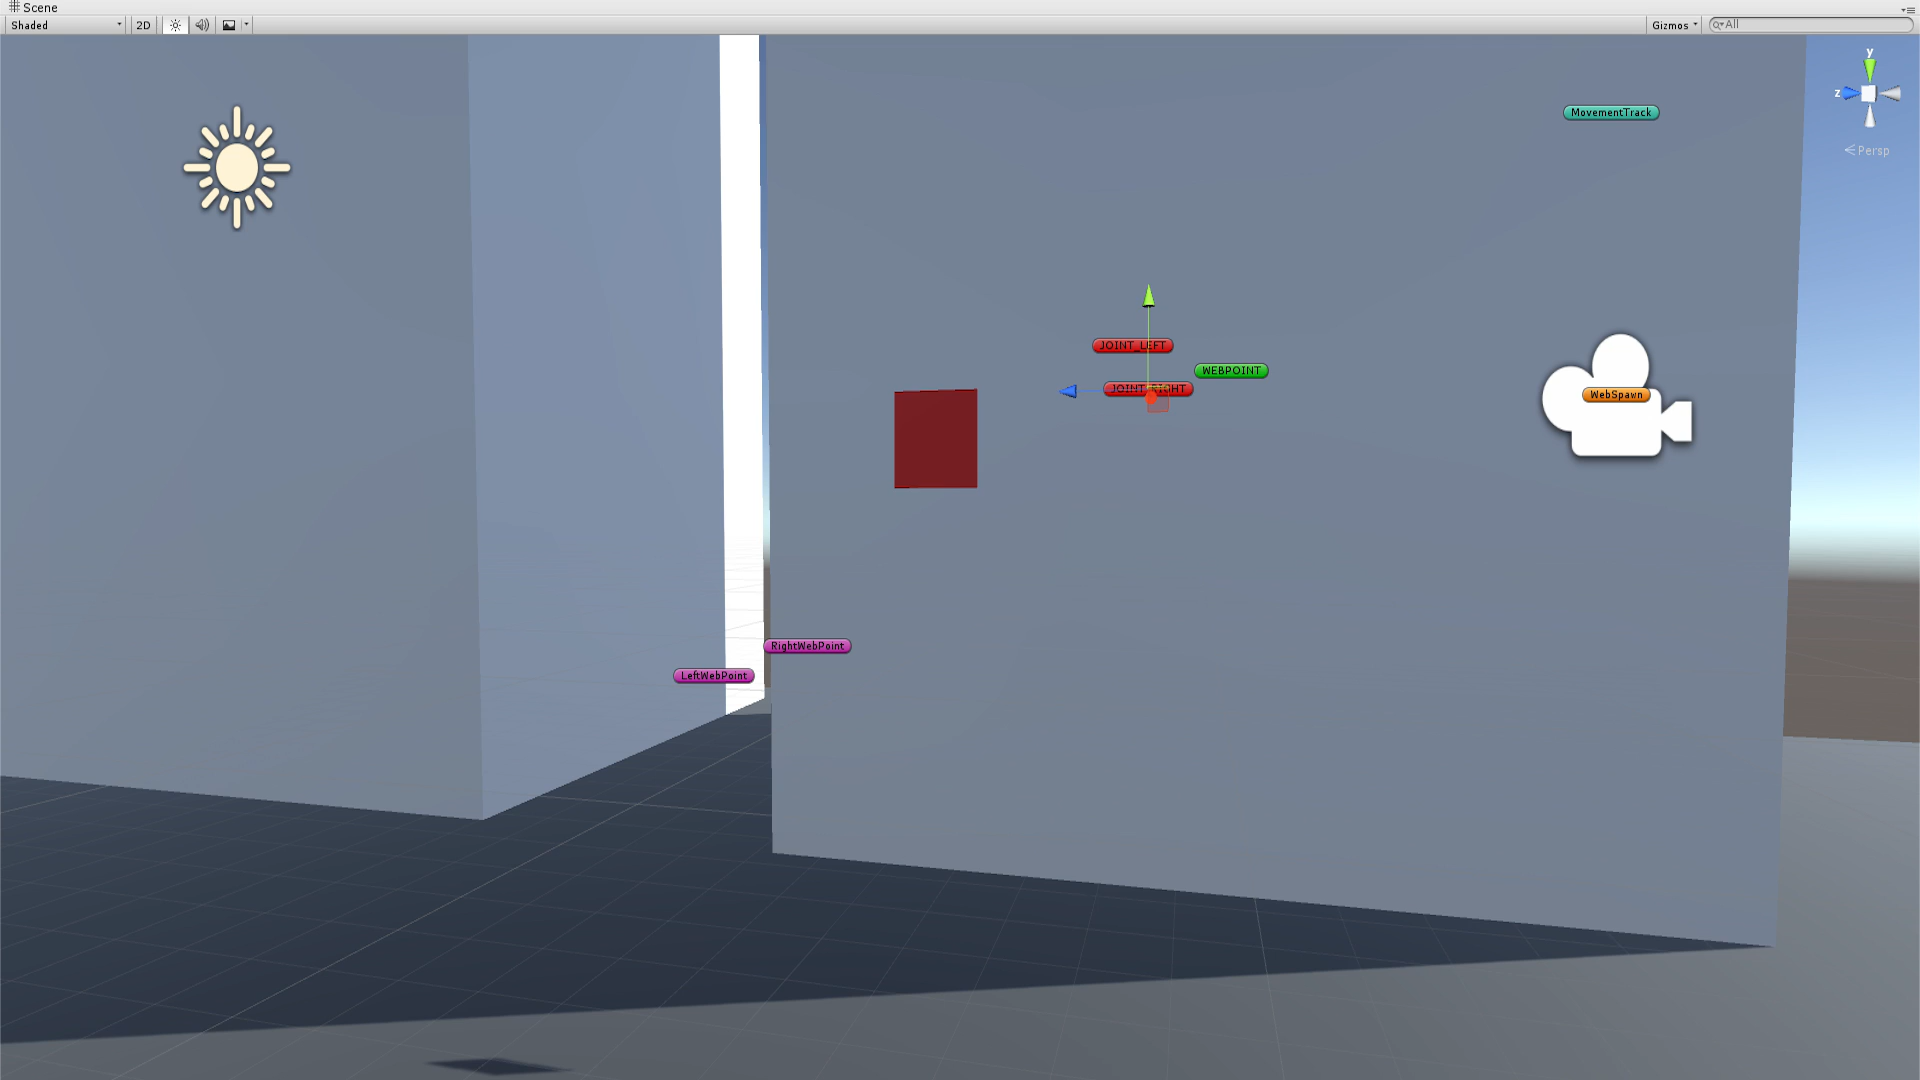 Scene
Shaded
2D
Gizmos
All
y
MovementTrack
z
Persp
JOINT_LEFT
WEBPOINT
JOINT_RIGHT
WebSpawn
RightWebPoint
LeftWebPoint